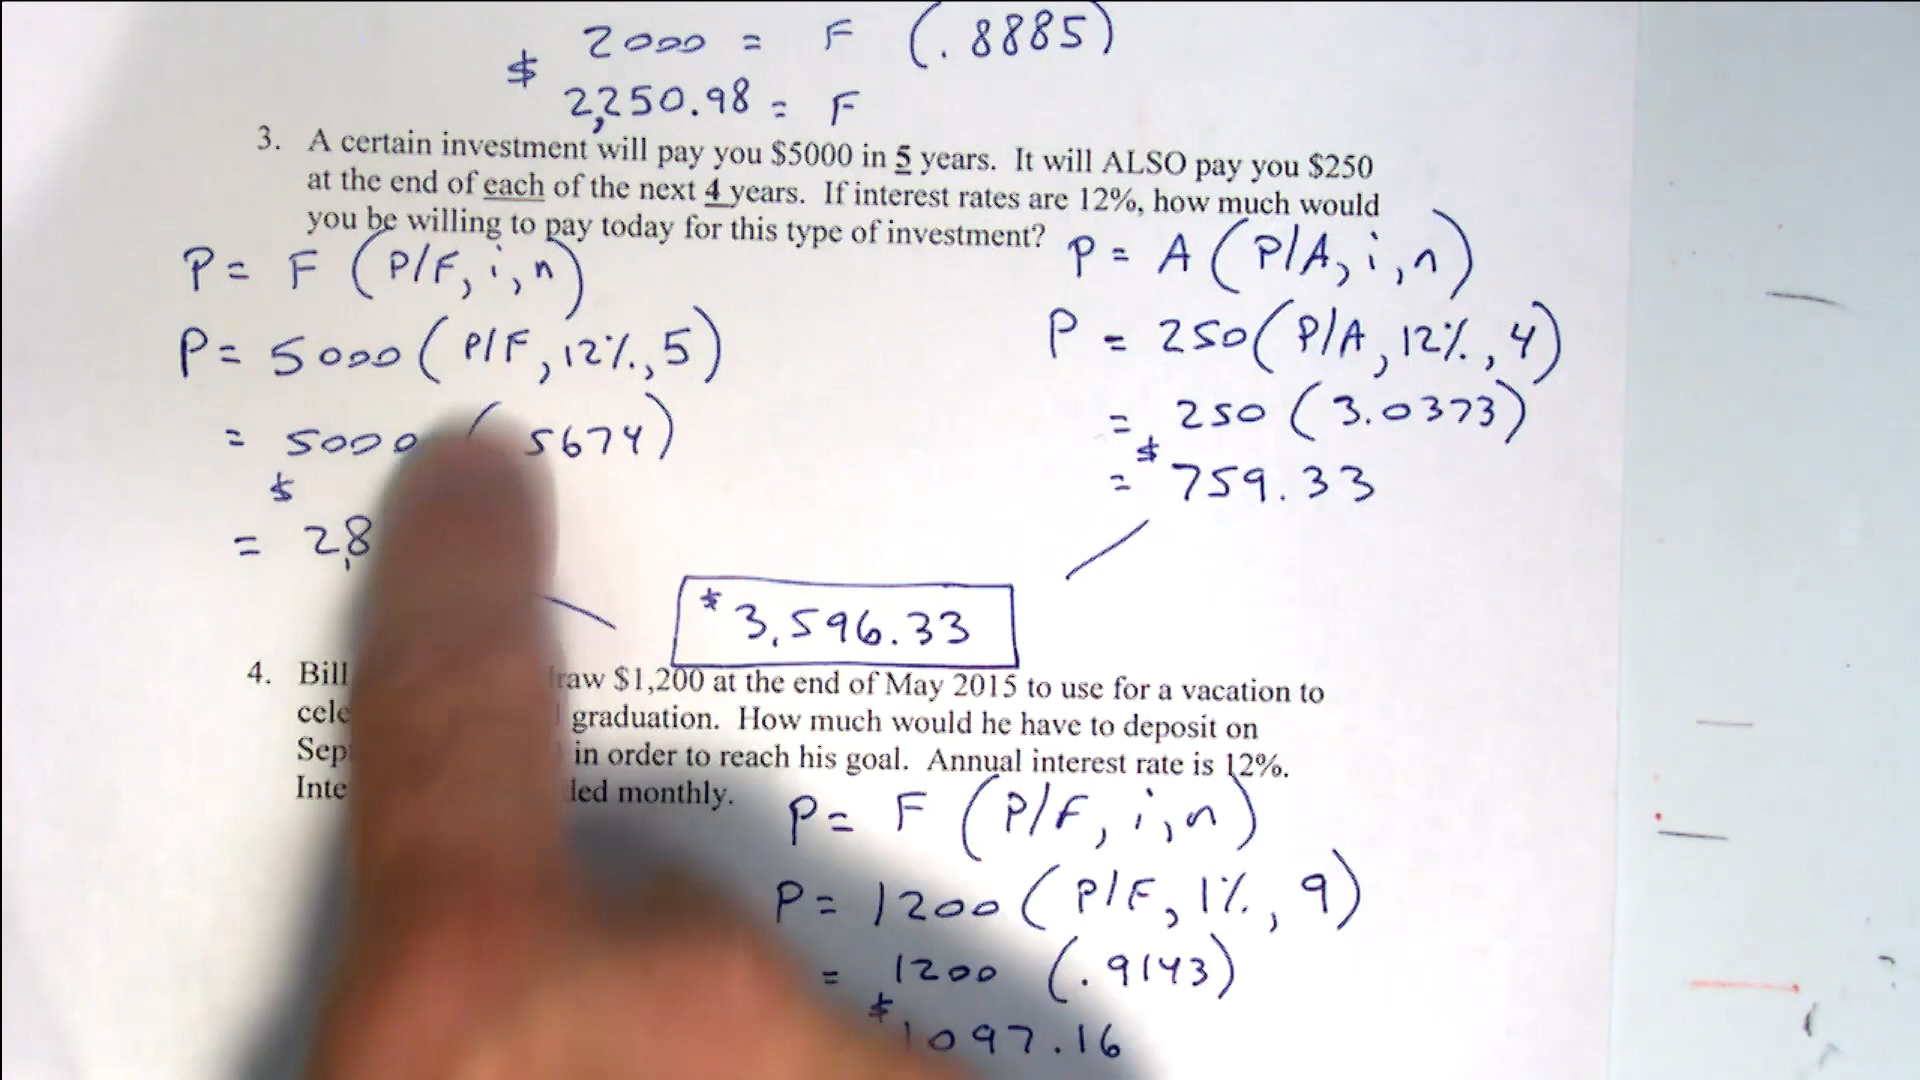 2000 = F (.8885)
$ 2,250.98 = F
3. A certain investment will pay you $5000 in 5 years. It will ALSO pay you $250
at the end of each of the next 4 years. If interest rates are 12%, how much would
you be willing to pay today for this type of investment?
P = F (P/F, i, n)
P = 5000 (P/F, 12%, 5)
= 5000 ( 5674)
$
= 2,8
P = A (P/A, i, n)
P = 250 (P/A, 12%, 4)
= 250 (3.0373)
= $ 759.33
$ 3,596.33
4. Bill $1,200 at the end of May 2015 to use for a vacation to
graduation. How much would he have to deposit on
in order to reach his goal. Annual interest rate is 12%.
monthly.
P = F (P/F, i, n)
P = 1200 (P/F, 1%, 9)
= 1200 (.9143)
$ 1097.16